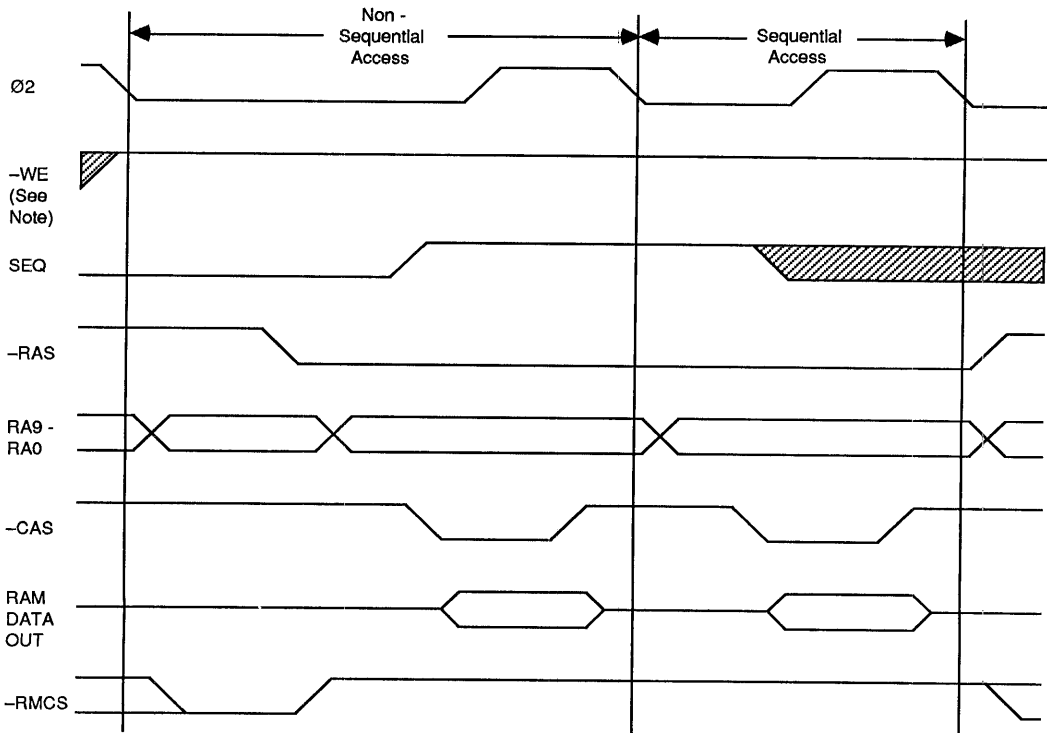 Non -
Sequential
Access
Sequential
Access
Ø2
–WE
(See
Note)
SEQ
–RAS
RA9 -
RA0
–CAS
RAM
DATA
OUT
–RMCS